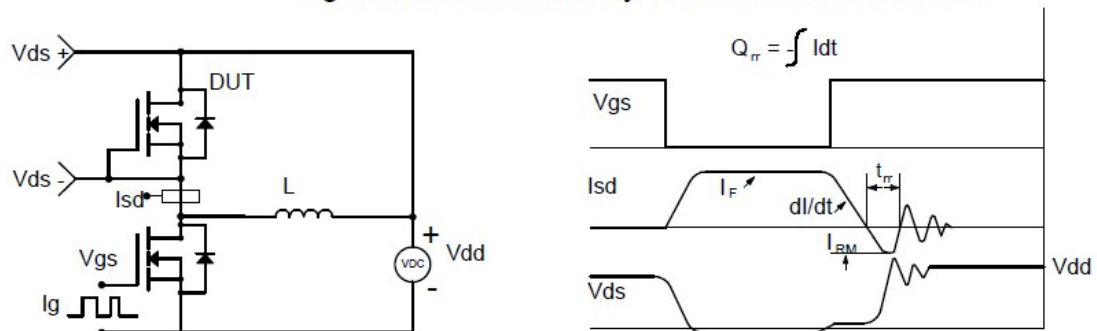 Vds +
DUT
Vds -
Isd
L
Vgs
+
VDC
Vdd
-
Ig
Qrr = -∫ Idt
Vgs
Isd
IF
dI/dt
trr
IRM
Vds
Vdd